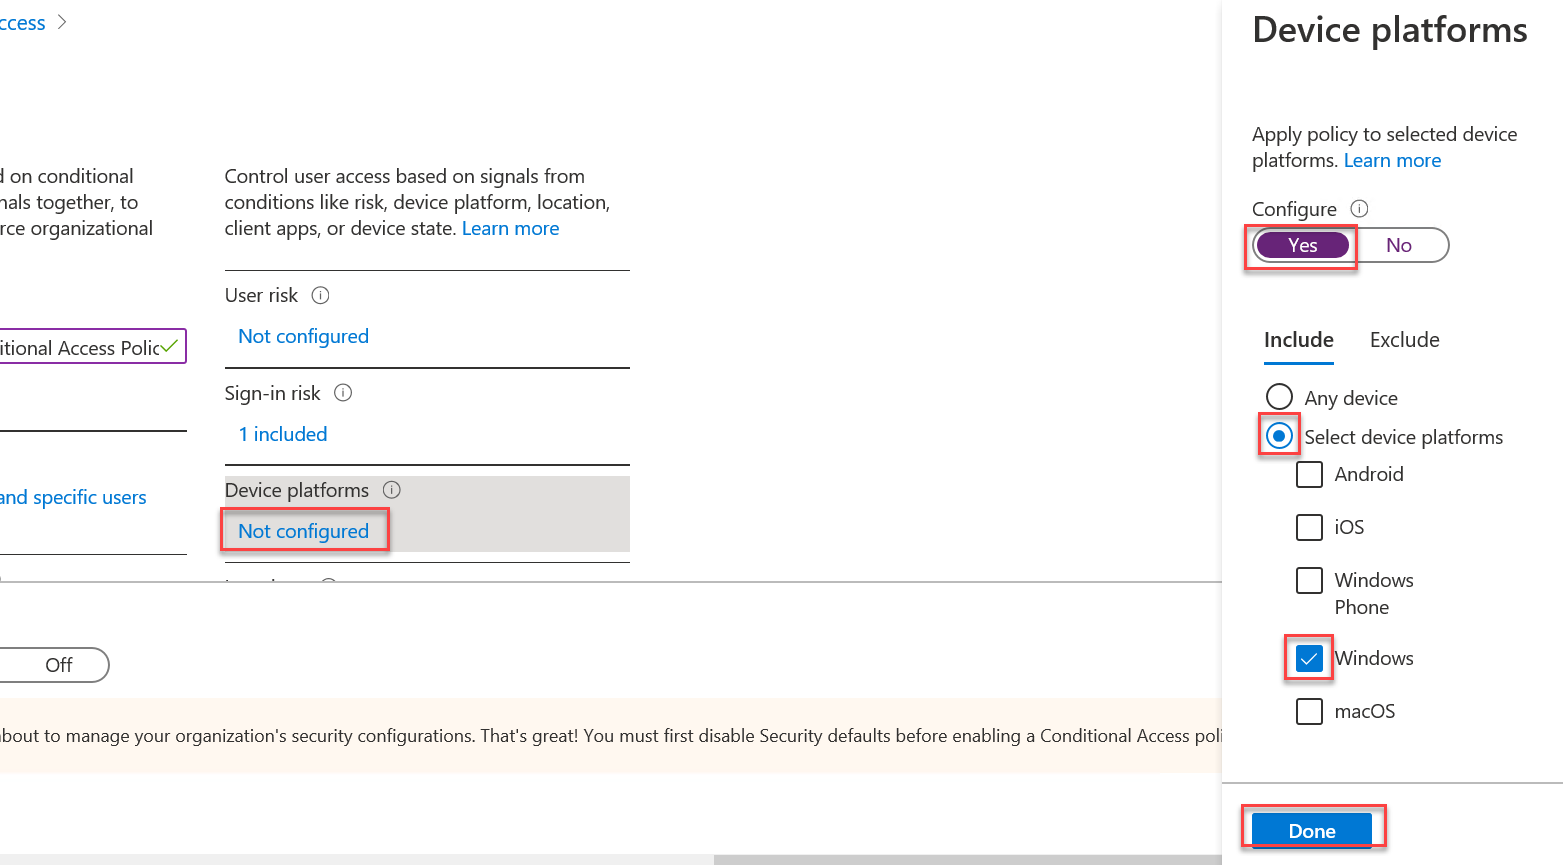 ccess
d on conditional
nals together, to
rce organizational
itional Access Polic
and specific users
Off
Control user access based on signals from
conditions like risk, device platform, location,
client apps, or device state. Learn more
User risk
Not configured
Sign-in risk
1 included
Device platforms
Not configured
about to manage your organization's security configurations. That's great! You must first disable Security defaults before enabling a Conditional Access poli
Device platforms
Apply policy to selected device
platforms. Learn more
Configure
Yes No
Include Exclude
Any device
Select device platforms
Android
iOS
Windows
Phone
Windows
macOS
Done